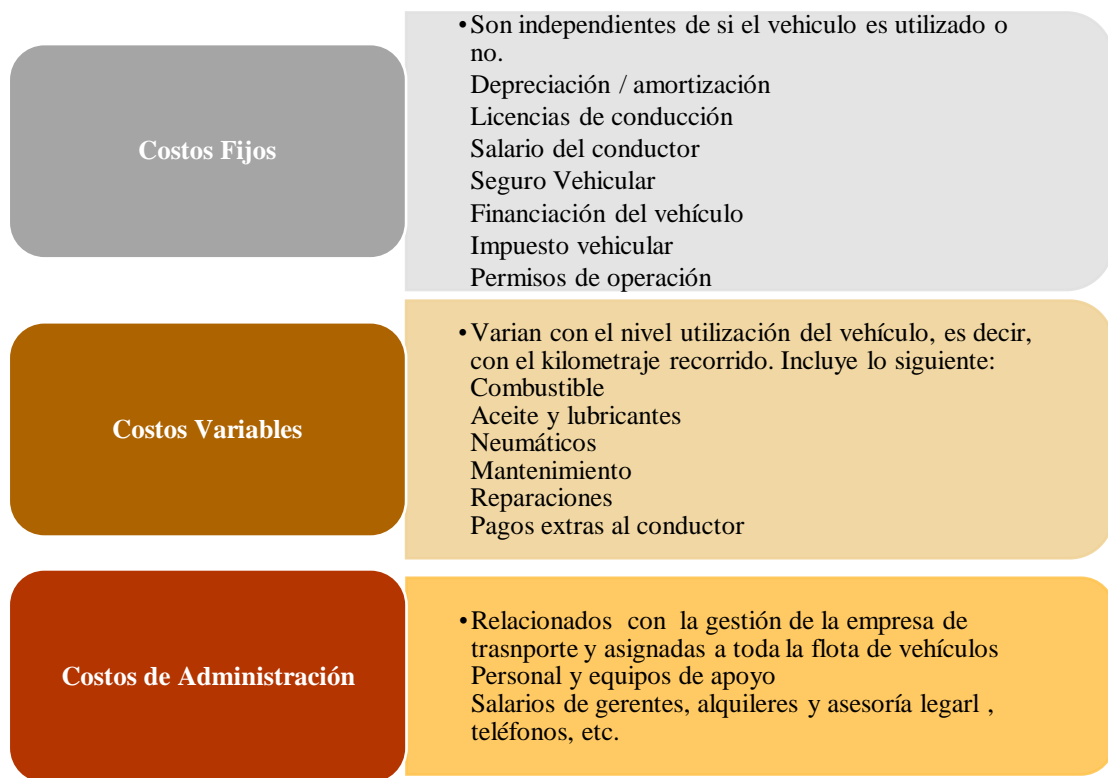 Costos Fijos
•Son independientes de si el vehiculo es utilizado o
no.
Depreciación / amortización
Licencias de conducción
Salario del conductor
Seguro Vehicular
Financiación del vehículo
Impuesto vehicular
Permisos de operación
Costos Variables
•Varian con el nivel utilización del vehículo, es decir,
con el kilometraje recorrido. Incluye lo siguiente:
Combustible
Aceite y lubricantes
Neumáticos
Mantenimiento
Reparaciones
Pagos extras al conductor
Costos de Administración
•Relacionados con la gestión de la empresa de
trasnporte y asignadas a toda la flota de vehículos
Personal y equipos de apoyo
Salarios de gerentes, alquileres y asesoría legarl ,
teléfonos, etc.